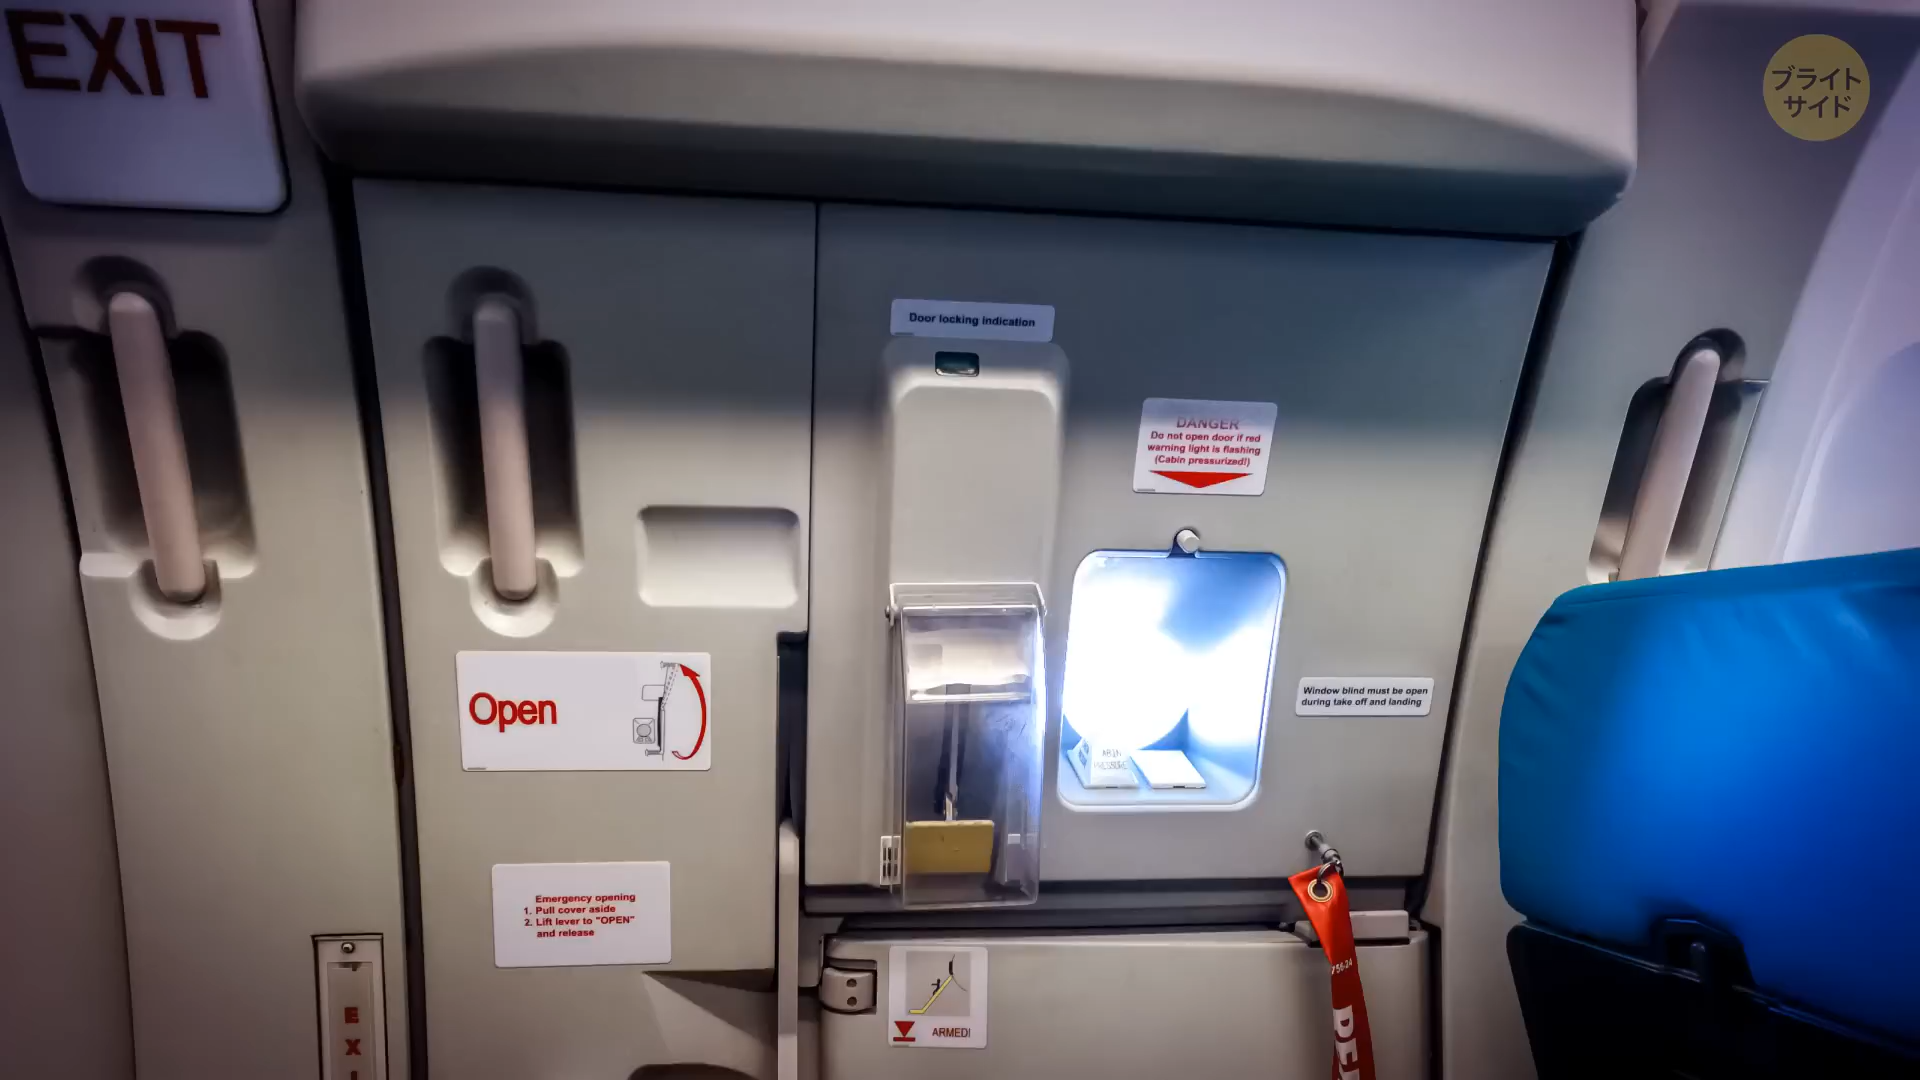 EXIT
ブライト
サイド
Door locking indication
DANGER
Do not open door if red
warning light is flashing
(Cabin pressurized!)
Open
Window blind must be open
during take off and landing
Emergency opening
1. Pull cover aside
2. Lift lever to "OPEN"
and release
ARMED!